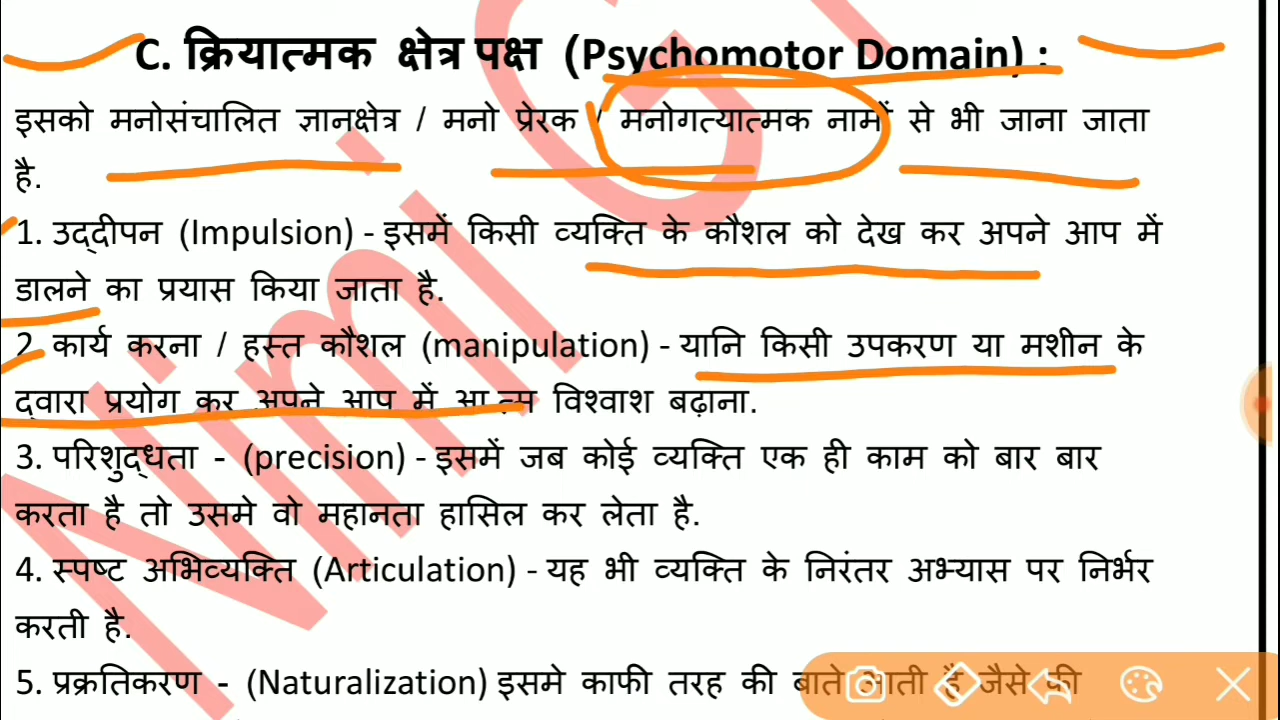 C. क्रियात्मक क्षेत्र पक्ष (Psychomotor Domain) :
इसको मनोसंचालित ज्ञानक्षेत्र / मनो प्रेरक / मनोगत्यात्मक नामों से भी जाना जाता
है.
1. उद्दीपन (Impulsion) - इसमें किसी व्यक्ति के कौशल को देख कर अपने आप में
डालने का प्रयास किया जाता है.
2. कार्य करना / हस्त कौशल (manipulation) - यानि किसी उपकरण या मशीन के
द्वारा प्रयोग कर अपने आप में आत्म विश्वाश बढ़ाना.
3. परिशुद्धता - (precision) - इसमें जब कोई व्यक्ति एक ही काम को बार बार
करता है तो उसमे वो महानता हासिल कर लेता है.
4. स्पष्ट अभिव्यक्ति (Articulation) - यह भी व्यक्ति के निरंतर अभ्यास पर निर्भर
करती है.
5. प्रक्रतिकरण - (Naturalization) इसमे काफी तरह की बाते आती हैं जैसे की
Nimi G